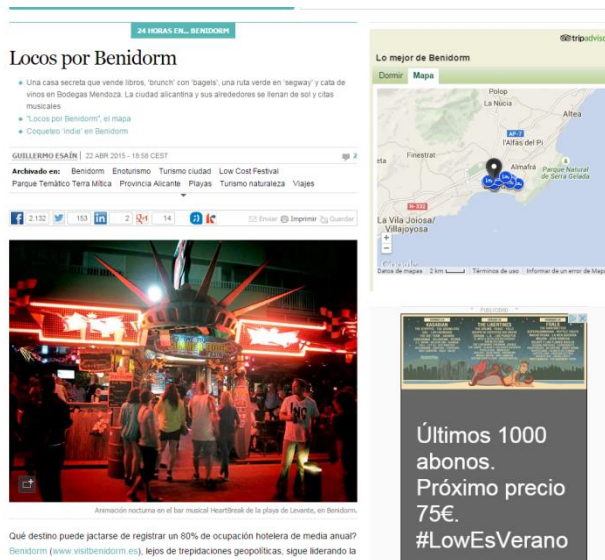 24 HORAS EN... BENIDORM
Locos por Benidorm
Una casa secreta que vende libros, 'brunch' con 'bagels', una ruta verde en 'segway' y cata de
vinos en Bodegas Mendoza. La ciudad alicantina y sus alrededores se llenan de sol y citas
musicales
"Locos por Benidorm", el mapa
Coqueteo 'indie' en Benidorm
GUILLERMO ESAÍN | 22 ABR 2015 - 18:58 CEST
2
Archivado en: Benidorm Enoturismo Turismo ciudad Low Cost Festival
Parque Temático Terra Mítica Provincia Alicante Playas Turismo naturaleza Viajes
2.132 153 in 2 14 Enviar Imprimir Guardar
Animación nocturna en el bar musical HeartBreak de la playa de Levante, en Benidorm.
Qué destino puede jactarse de registrar un 80% de ocupación hotelera de media anual?
Benidorm (www.visitbenidorm.es), lejos de trepidaciones geopolíticas, sigue liderando la
tripadvisor
Lo mejor de Benidorm
Dormir Mapa
Polop
La Nucia
Altea
AP-7
l'Alfàs del Pi
Finestrat
Almafrá
Parque Natural
de Serra Gelada
N-332
La Vila Joiosa/
Villajoyosa
+
−
Datos de mapas 2 km Términos de uso Informar de un error de Maps
PUBLICIDAD
KASABIAN
THE LIBERTINES
FOALS
Últimos 1000
abonos.
Próximo precio
75€.
#LowEsVerano